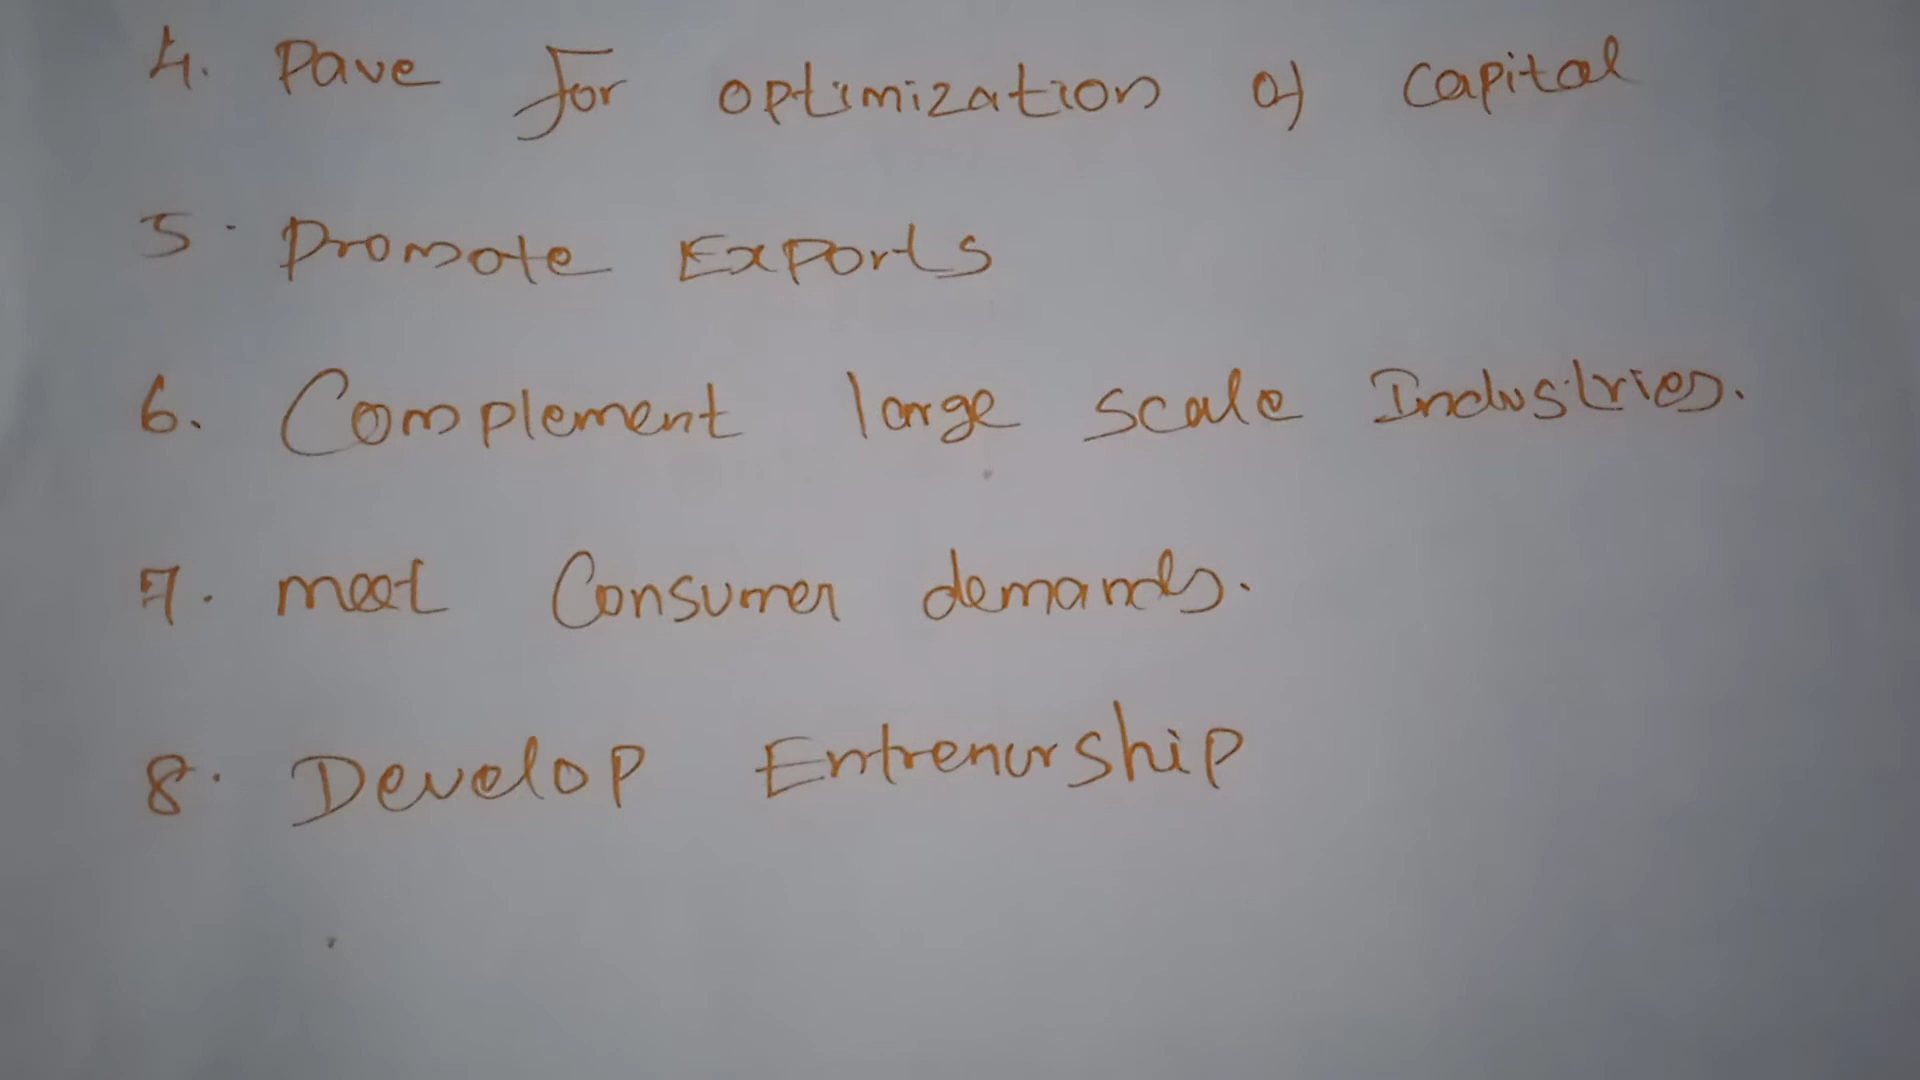 4. Pave for optimization of capital
5. Promote Exports
6. Complement large scale Industries.
7. meet Consumer demands.
8. Develop Entrenurship